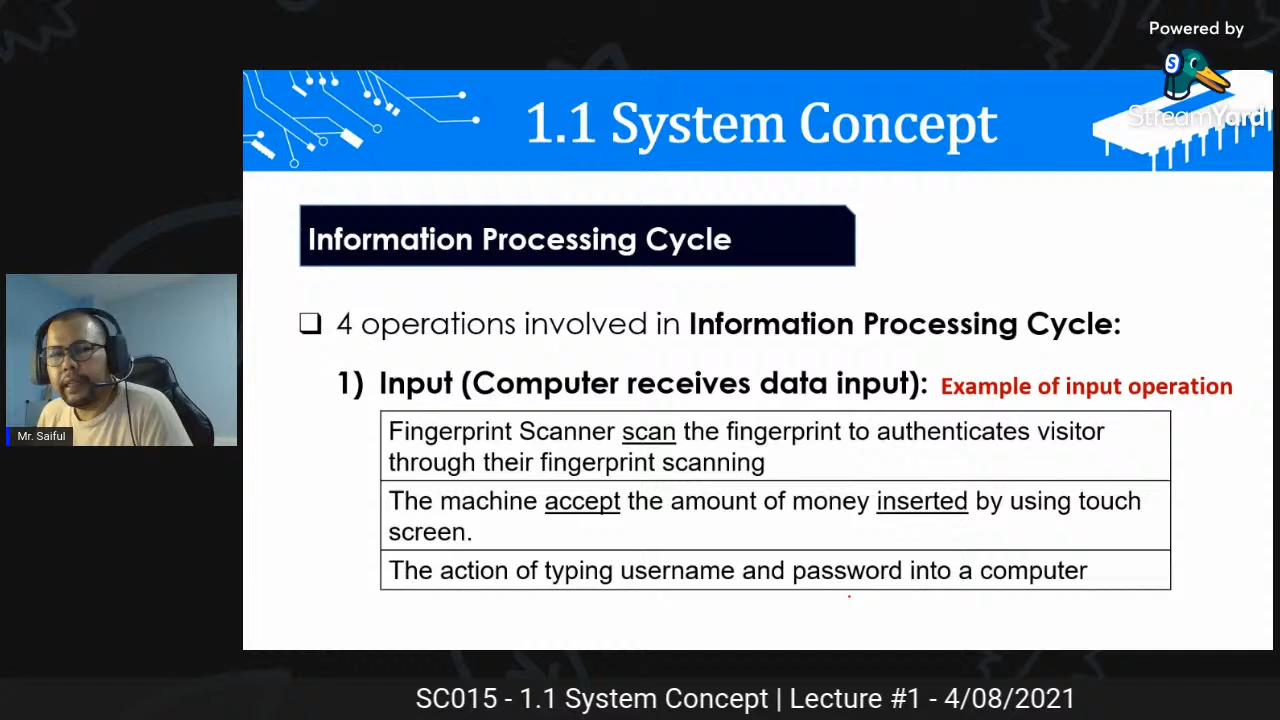 Powered by
StreamYard
1.1 System Concept
Information Processing Cycle
4 operations involved in Information Processing Cycle:
1) Input (Computer receives data input): Example of input operation
Fingerprint Scanner scan the fingerprint to authenticates visitor
through their fingerprint scanning
The machine accept the amount of money inserted by using touch
screen.
The action of typing username and password into a computer
Mr. Saiful
SC015 - 1.1 System Concept | Lecture #1 - 4/08/2021